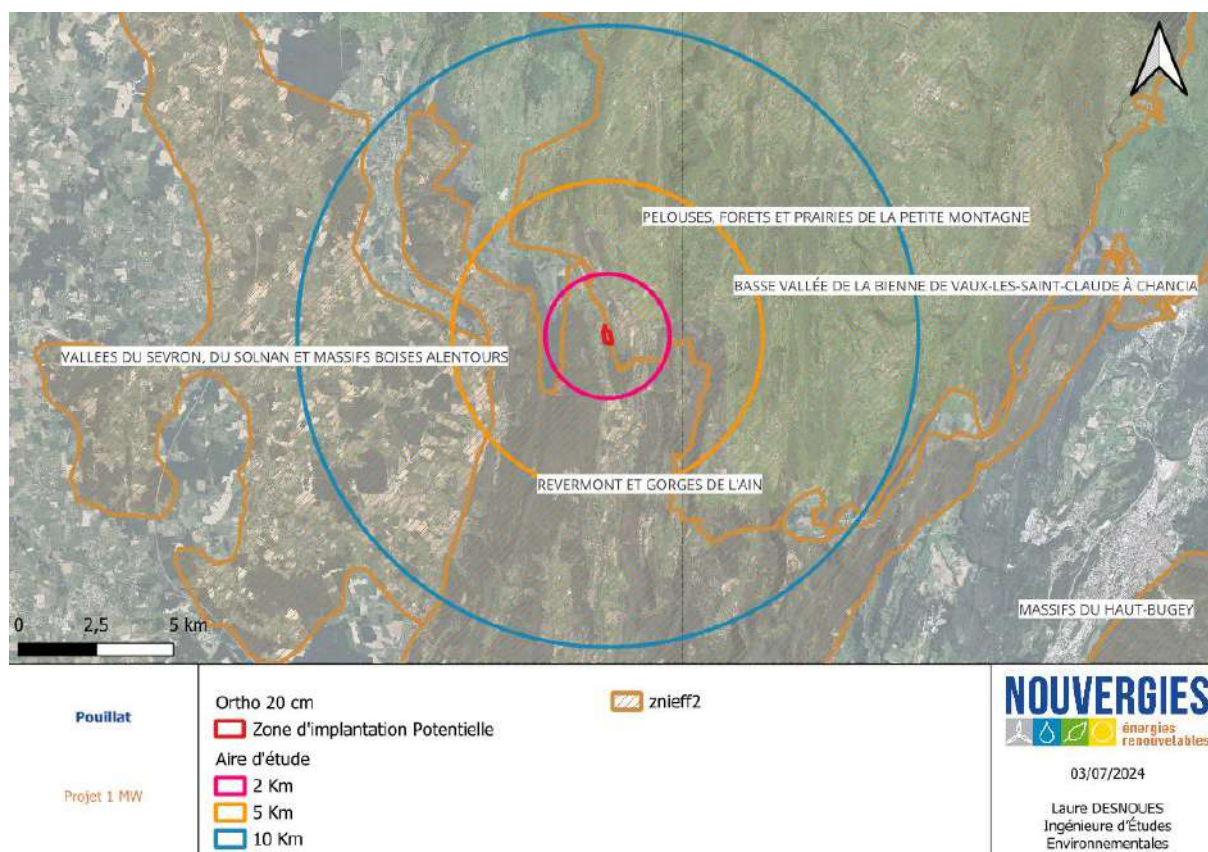 PELOUSES, FORETS ET PRAIRIES DE LA PETITE MONTAGNE
BASSE VALLÉE DE LA BIENNE DE VAUX-LES-SAINT-CLAUDE À CHANCIA
VALLEES DU SEVRON, DU SOLNAN ET MASSIFS BOISES ALENTOURS
REVERMONT ET GORGES DE L'AIN
MASSIFS DU HAUT-BUGEY
0 2,5 5 km
Pouillat
Projet 1 MW
Ortho 20 cm
Zone d'implantation Potentielle
Aire d'étude
2 Km
5 Km
10 Km
znieff2
NOUVERGIES
énergies
renouvelables
03/07/2024
Laure DESNOUES
Ingénieure d'Études
Environnementales